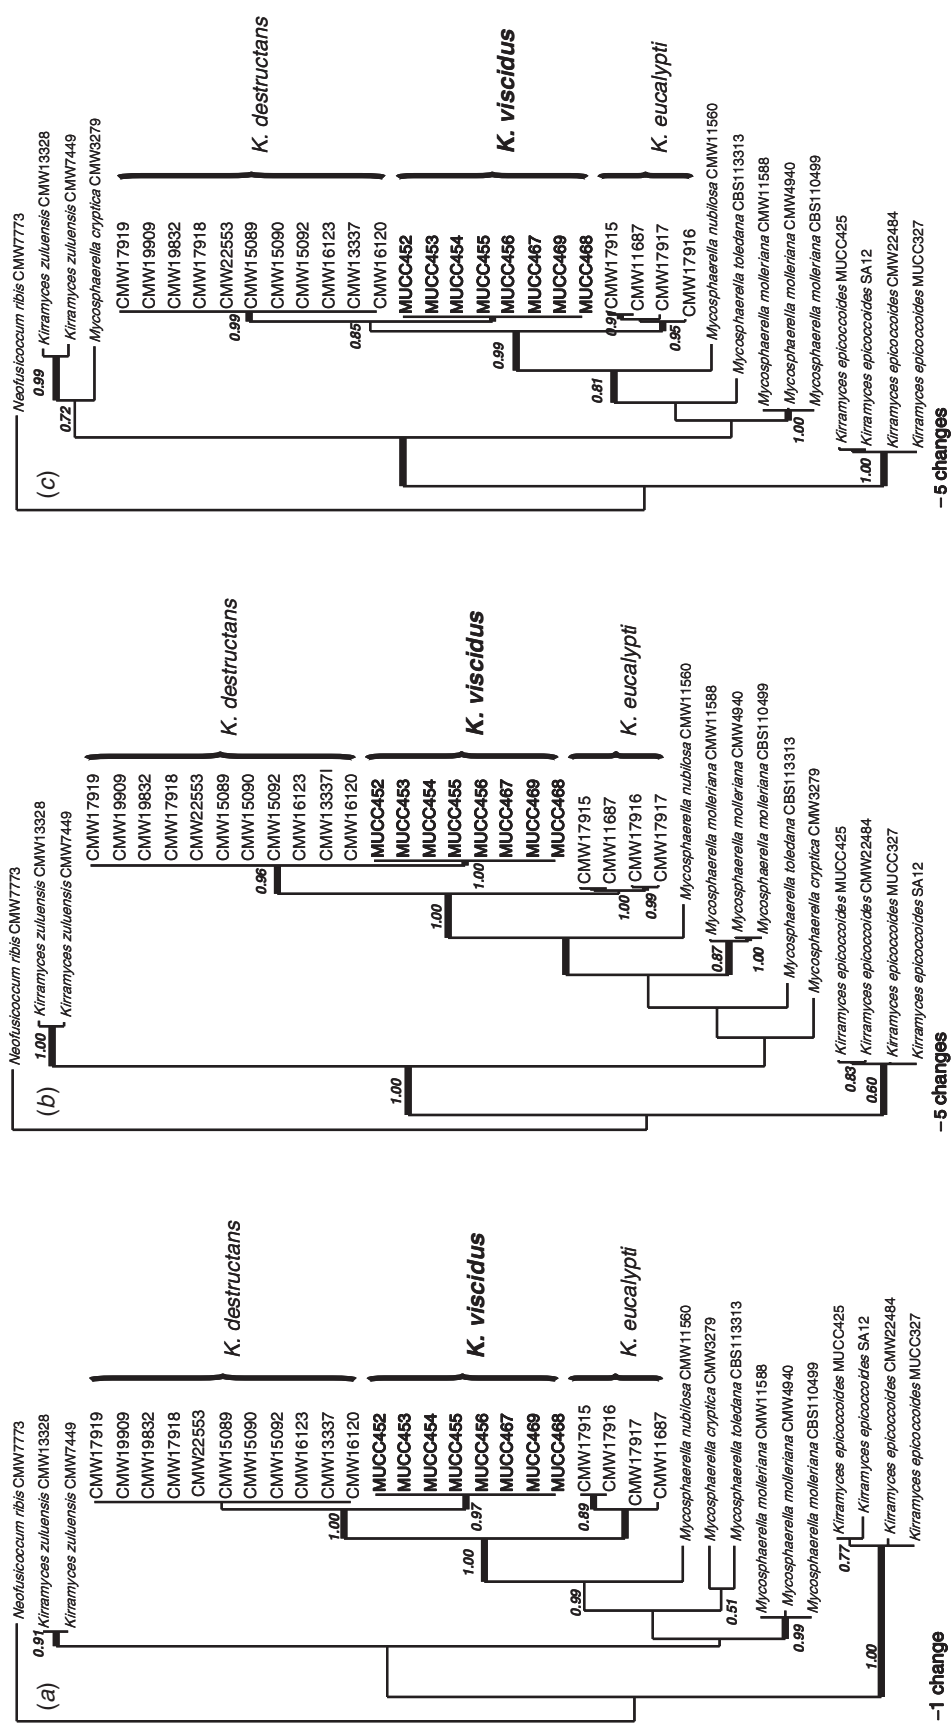 (a)
Neofusicoccum ribis CMW7773
0.91
Kirramyces zuluensis CMW13328
Kirramyces zuluensis CMW7449
CMW17919
CMW19909
CMW19832
CMW17918
CMW22553
CMW15089
CMW15090
CMW15092
CMW16123
CMW13337
CMW16120
K. destructans
1.00
MUCC452
MUCC453
MUCC454
MUCC455
MUCC456
MUCC467
MUCC469
MUCC468
K. viscidus
0.97
1.00
CMW17915
CMW17916
CMW17917
CMW11687
K. eucalypti
0.89
0.99
Mycosphaerella nubilosa CMW11560
Mycosphaerella cryptica CMW3279
Mycosphaerella toledana CBS113313
0.51
Mycosphaerella molleriana CMW11588
Mycosphaerella molleriana CMW4940
Mycosphaerella molleriana CBS110499
0.99
Kirramyces epicoccoides MUCC425
Kirramyces epicoccoides SA12
Kirramyces epicoccoides CMW22484
Kirramyces epicoccoides MUCC327
0.77
1.00
–1 change
(b)
Neofusicoccum ribis CMW7773
1.00
Kirramyces zuluensis CMW13328
Kirramyces zuluensis CMW7449
CMW17919
CMW19909
CMW19832
CMW17918
CMW22553
CMW15089
CMW15090
CMW15092
CMW16123
CMW13337I
CMW16120
K. destructans
0.96
MUCC452
MUCC453
MUCC454
MUCC455
MUCC456
MUCC467
MUCC469
MUCC468
K. viscidus
1.00
1.00
1.00
CMW17915
CMW11687
CMW17916
CMW17917
K. eucalypti
1.00
0.99
Mycosphaerella nubilosa CMW11560
Mycosphaerella molleriana CMW11588
Mycosphaerella molleriana CMW4940
Mycosphaerella molleriana CBS110499
0.87
1.00
Mycosphaerella toledana CBS113313
Mycosphaerella cryptica CMW3279
Kirramyces epicoccoides MUCC425
Kirramyces epicoccoides CMW22484
Kirramyces epicoccoides MUCC327
Kirramyces epicoccoides SA12
0.83
0.60
–5 changes
(c)
Neofusicoccum ribis CMW7773
0.99
Kirramyces zuluensis CMW13328
Kirramyces zuluensis CMW7449
Mycosphaerella cryptica CMW3279
0.72
CMW17919
CMW19909
CMW19832
CMW17918
CMW22553
CMW15089
CMW15090
CMW15092
CMW16123
CMW13337
CMW16120
K. destructans
0.99
0.85
MUCC452
MUCC453
MUCC454
MUCC455
MUCC456
MUCC467
MUCC469
MUCC468
K. viscidus
0.99
CMW17915
CMW11687
CMW17917
CMW17916
K. eucalypti
0.91
0.95
0.81
Mycosphaerella nubilosa CMW11560
Mycosphaerella toledana CBS113313
Mycosphaerella molleriana CMW11588
Mycosphaerella molleriana CMW4940
Mycosphaerella molleriana CBS110499
1.00
Kirramyces epicoccoides MUCC425
Kirramyces epicoccoides SA12
Kirramyces epicoccoides CMW22484
Kirramyces epicoccoides MUCC327
1.00
–5 changes